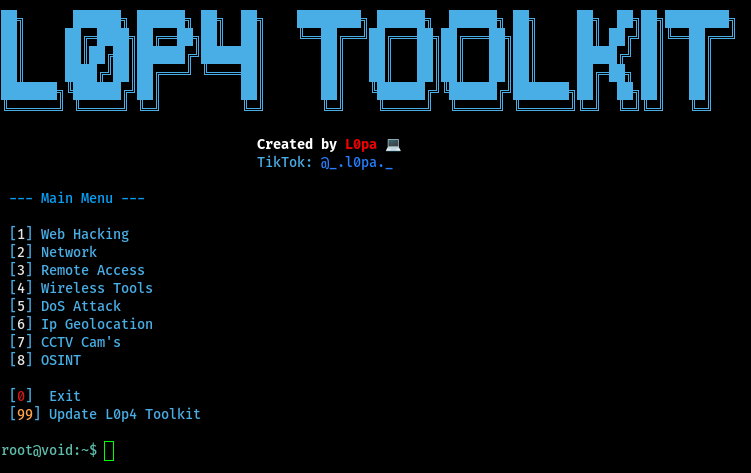 L0P4 TOOLKIT
Created by L0pa 💻
TikTok: @_.l0pa._
--- Main Menu ---
[1] Web Hacking
[2] Network
[3] Remote Access
[4] Wireless Tools
[5] DoS Attack
[6] Ip Geolocation
[7] CCTV Cam's
[8] OSINT
[0]  Exit
[99] Update L0p4 Toolkit
root@void:~$